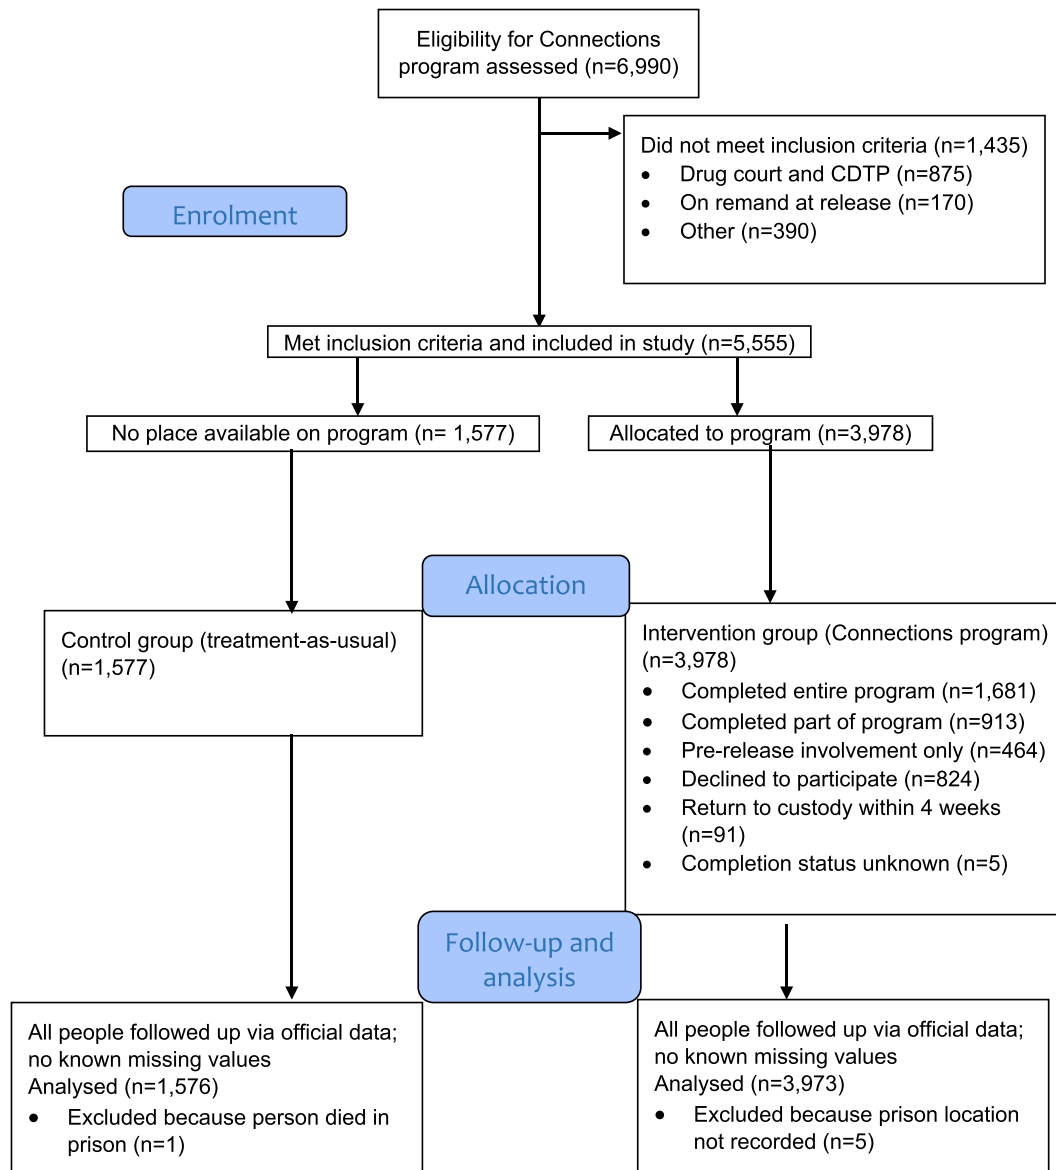 Eligibility for Connections
program assessed (n=6,990)
Did not meet inclusion criteria (n=1,435)
• Drug court and CDTP (n=875)
• On remand at release (n=170)
• Other (n=390)
Enrolment
Met inclusion criteria and included in study (n=5,555)
No place available on program (n= 1,577)
Allocated to program (n=3,978)
Allocation
Control group (treatment-as-usual)
(n=1,577)
Intervention group (Connections program)
(n=3,978)
• Completed entire program (n=1,681)
• Completed part of program (n=913)
• Pre-release involvement only (n=464)
• Declined to participate (n=824)
• Return to custody within 4 weeks
(n=91)
• Completion status unknown (n=5)
Follow-up and
analysis
All people followed up via official data;
no known missing values
Analysed (n=1,576)
• Excluded because person died in
prison (n=1)
All people followed up via official data;
no known missing values
Analysed (n=3,973)
• Excluded because prison location
not recorded (n=5)